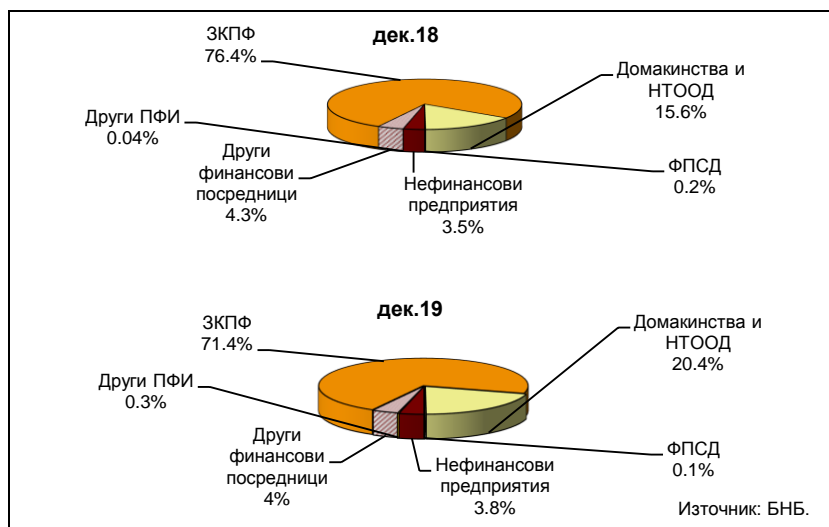 дек.18
ЗКПФ
76.4%
Домакинства и
НТООД
15.6%
Други ПФИ
0.04%
Други
финансови
посредници
4.3%
Нефинансови
предприятия
3.5%
ФПСД
0.2%
дек.19
ЗКПФ
71.4%
Домакинства и
НТООД
20.4%
Други ПФИ
0.3%
Други
финансови
посредници
4%
Нефинансови
предприятия
3.8%
ФПСД
0.1%
Източник: БНБ.